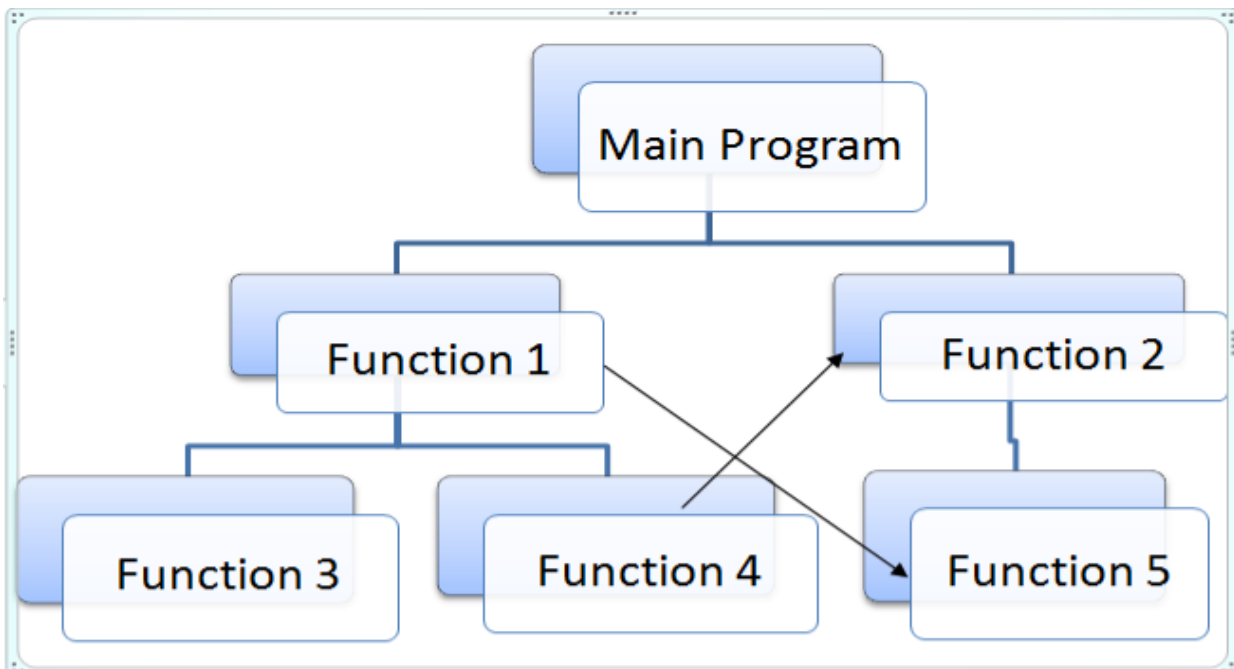 Main Program
Function 1
Function 2
Function 3
Function 4
Function 5